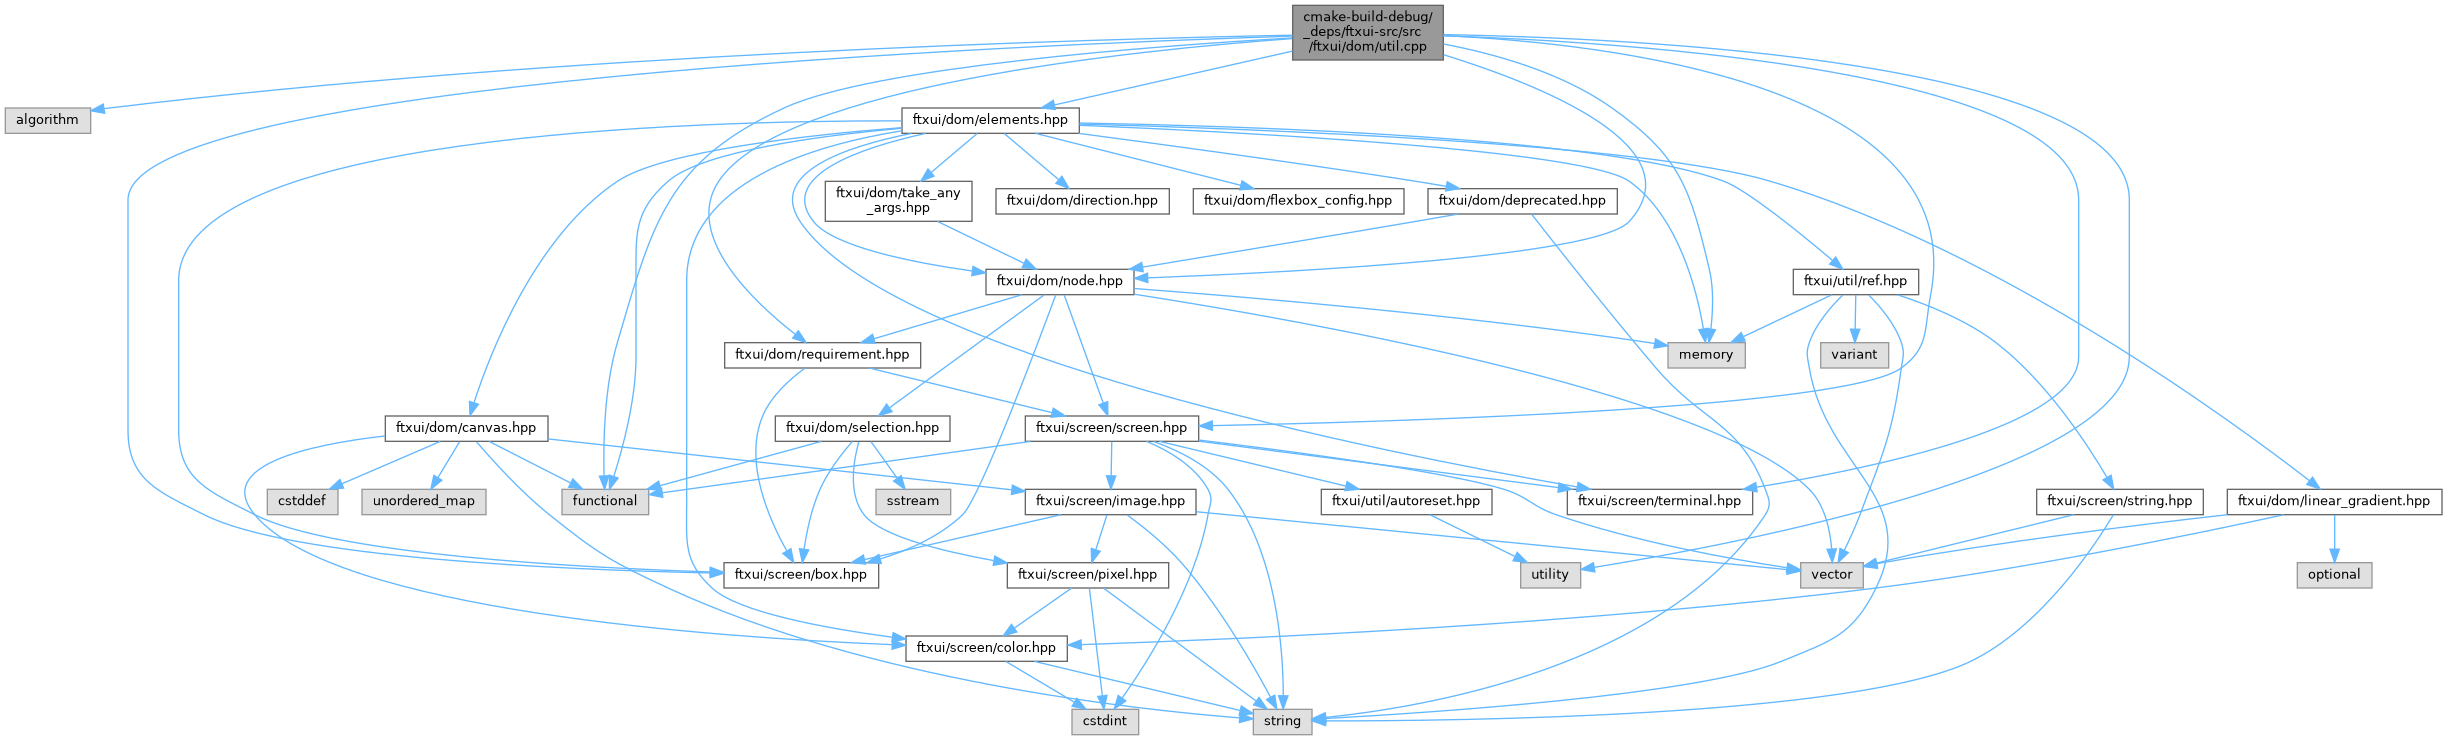 cmake-build-debug/
_deps/ftxui-src/src
/ftxui/dom/util.cpp
algorithm
ftxui/dom/elements.hpp
ftxui/dom/take_any
_args.hpp
ftxui/dom/direction.hpp
ftxui/dom/flexbox_config.hpp
ftxui/dom/deprecated.hpp
ftxui/dom/node.hpp
ftxui/util/ref.hpp
ftxui/dom/requirement.hpp
memory
variant
ftxui/dom/canvas.hpp
ftxui/dom/selection.hpp
ftxui/screen/screen.hpp
cstddef
unordered_map
functional
sstream
ftxui/screen/image.hpp
ftxui/util/autoreset.hpp
ftxui/screen/terminal.hpp
ftxui/screen/string.hpp
ftxui/dom/linear_gradient.hpp
ftxui/screen/box.hpp
ftxui/screen/pixel.hpp
utility
vector
optional
ftxui/screen/color.hpp
cstdint
string